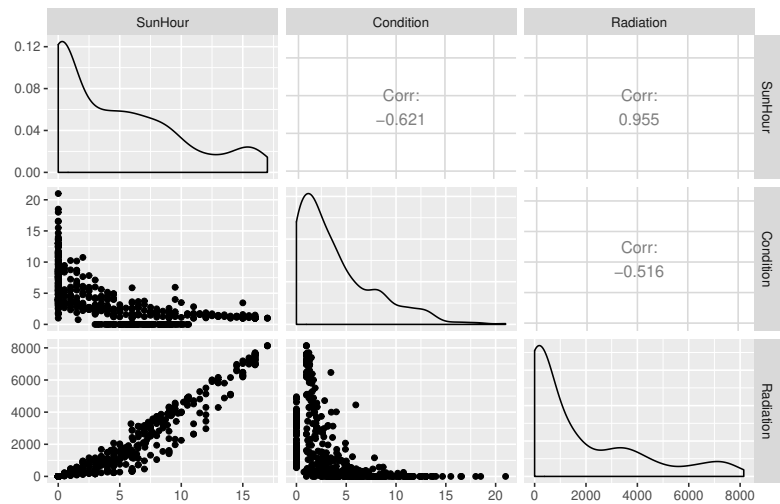 SunHour Condition Radiation
0.12
0.08
0.04
0.00
Corr:
−0.621
Corr:
0.955
SunHour
20
15
10
5
0
Corr:
−0.516
Condition
8000
6000
4000
2000
0
Radiation
0 5 10 15
0 5 10 15 20
0 2000 4000 6000 8000